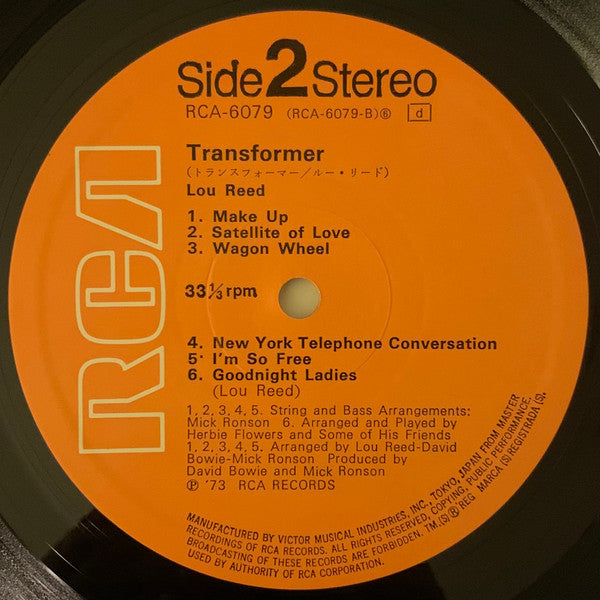 Side 2 Stereo
RCA-6079 (RCA-6079-B)⑥ d
RCA
Transformer
(トランスフォーマー/ルー・リード)
Lou Reed
1. Make Up
2. Satellite of Love
3. Wagon Wheel
33⅓ rpm
4. New York Telephone Conversation
5. I'm So Free
6. Goodnight Ladies
(Lou Reed)
1, 2, 3, 4, 5. String and Bass Arrangements:
Mick Ronson 6. Arranged and Played by
Herbie Flowers and Some of His Friends
1, 2, 3, 4, 5. Arranged by Lou Reed-David
Bowie-Mick Ronson Produced by
David Bowie and Mick Ronson
℗ '73 RCA RECORDS
MANUFACTURED BY VICTOR MUSICAL INDUSTRIES, INC. TOKYO, JAPAN FROM MASTER
RECORDINGS OF RCA RECORDS. ALL RIGHTS RESERVED, COPYING, PUBLIC PERFORMANCE,
BROADCASTING OF THESE RECORDS ARE FORBIDDEN. TM.(S)® REG MARCA (S) REGISTRADA (S).
USED BY AUTHORITY OF RCA CORPORATION.